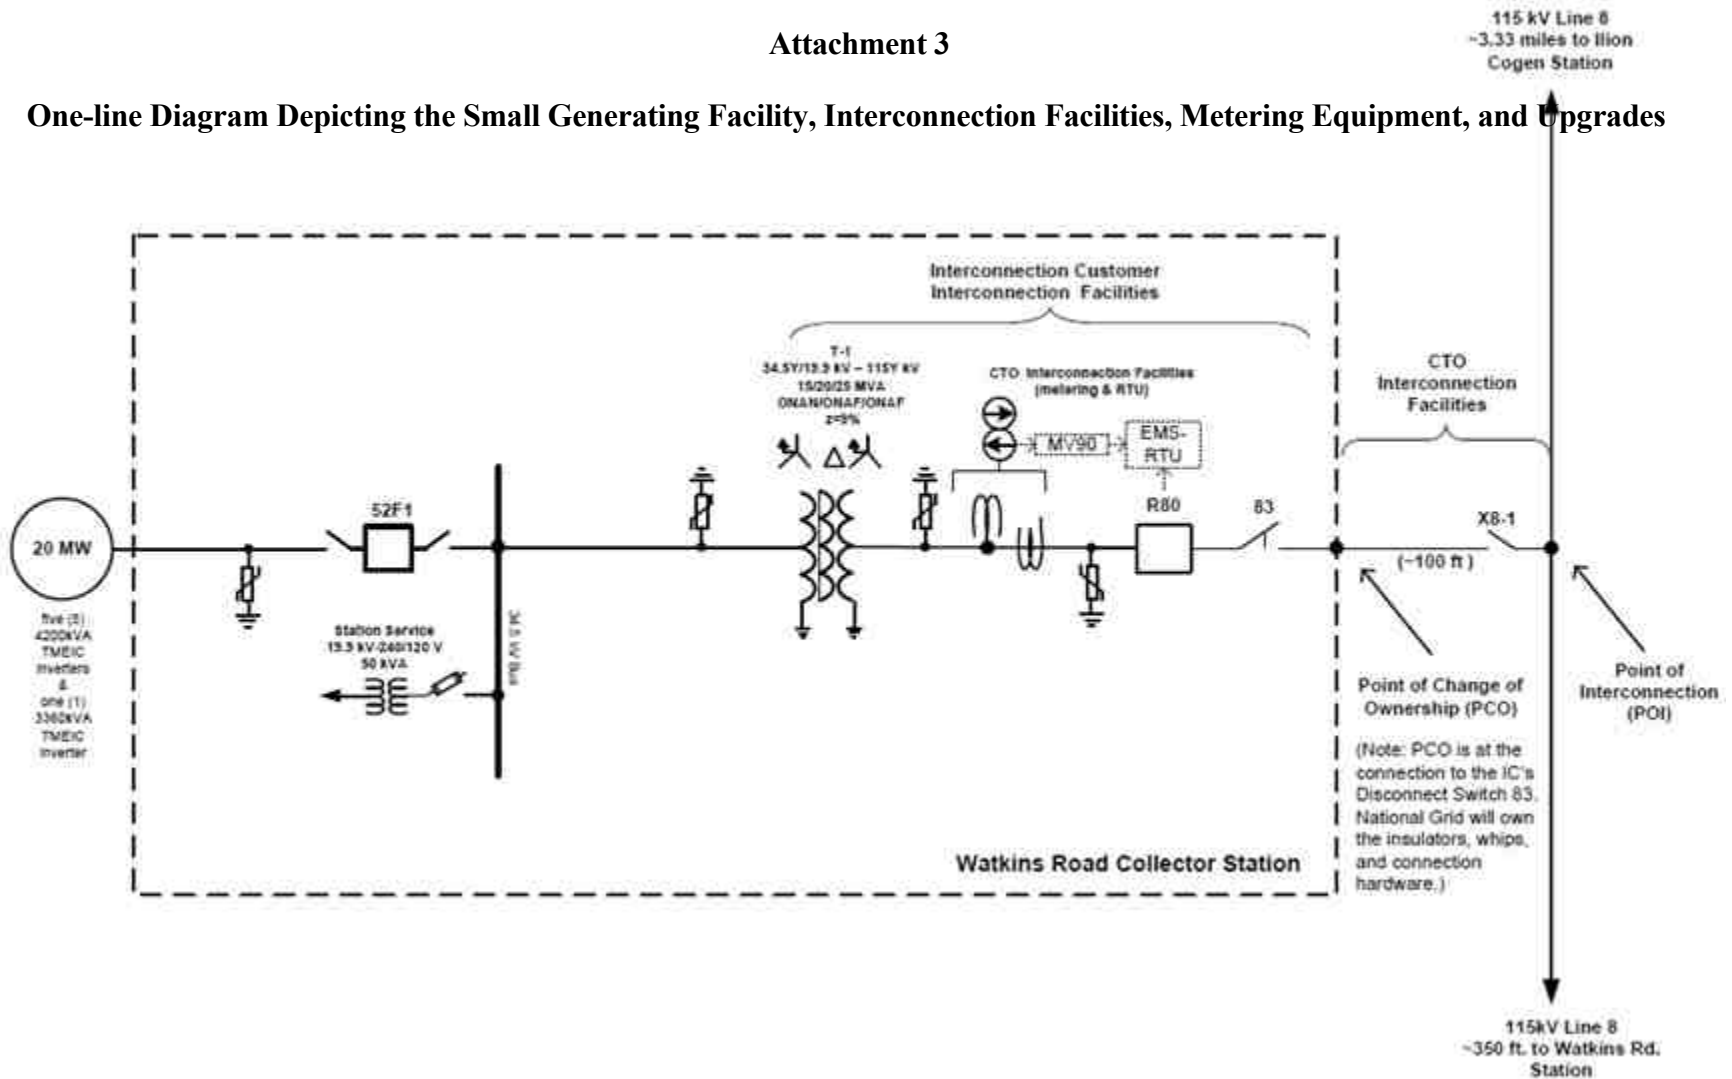 115 kV Line 8
~3.33 miles to Ilion
Cogen Station
Attachment 3
One-line Diagram Depicting the Small Generating Facility, Interconnection Facilities, Metering Equipment, and Upgrades
Interconnection Customer
Interconnection Facilities
T-1
34.5Y/19.9 kV – 115Y kV
15/20/25 MVA
ONAN/ONAF/ONAF
z=9%
CTO Interconnection Facilities
(metering & RTU)
MV90
EMS-
RTU
CTO
Interconnection
Facilities
20 MW
52F1
R80
83
X8-1
(~100 ft )
five (5)
4200kVA
TMEIC
inverters
&
one (1)
3360kVA
TMEIC
inverter
Station Service
19.9 kV-240/120 V
50 kVA
34.5 kV Bus
Point of Change of
Ownership (PCO)
(Note: PCO is at the
connection to the IC's
Disconnect Switch 83.
National Grid will own
the insulators, whips,
and connection
hardware.)
Point of
Interconnection
(POI)
Watkins Road Collector Station
115kV Line 8
~350 ft. to Watkins Rd.
Station